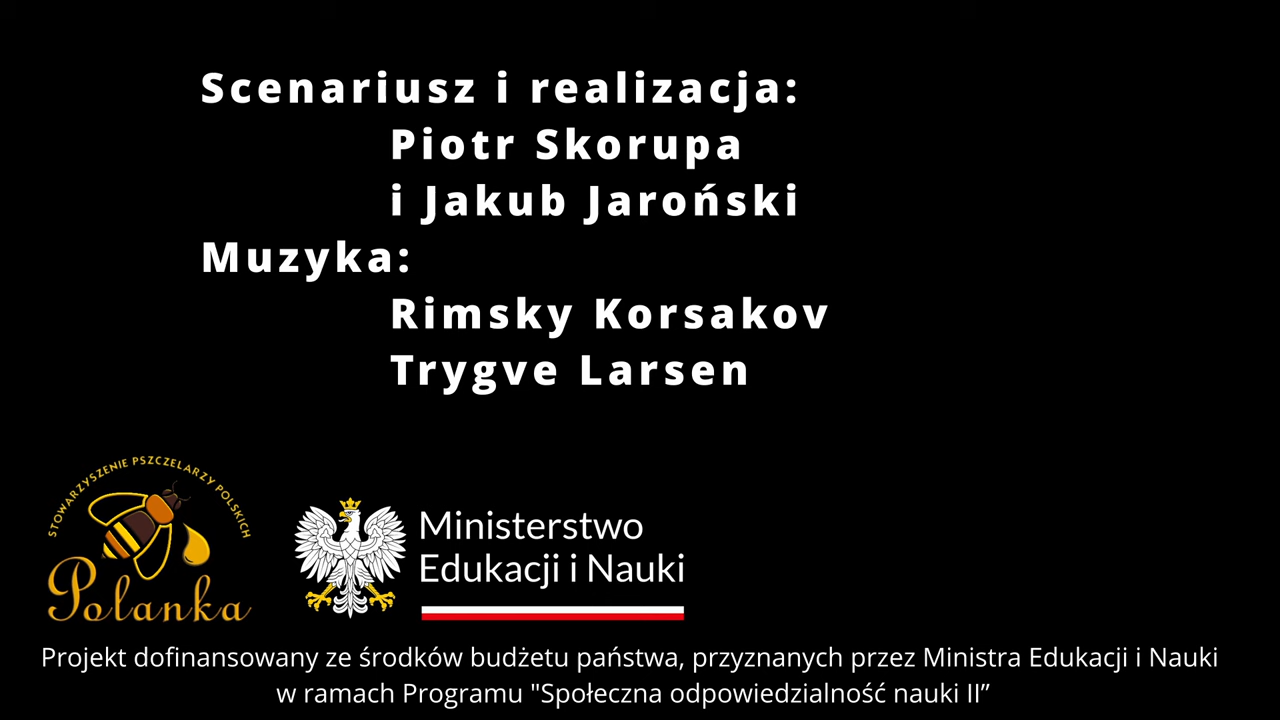 Scenariusz i realizacja:
Piotr Skorupa
i Jakub Jaroński
Muzyka:
Rimsky Korsakov
Trygve Larsen
STOWARZYSZENIE PSZCZELARZY POLSKICH
Polanka
Ministerstwo
Edukacji i Nauki
Projekt dofinansowany ze środków budżetu państwa, przyznanych przez Ministra Edukacji i Nauki
w ramach Programu "Społeczna odpowiedzialność nauki II”